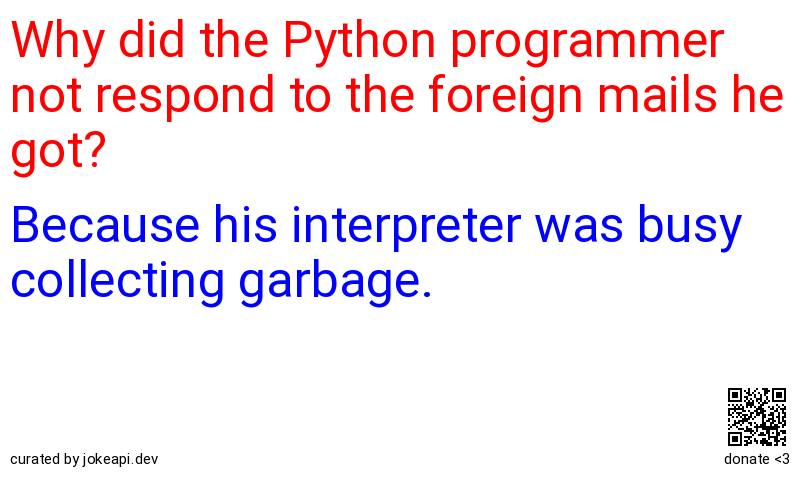 Why did the Python programmer
not respond to the foreign mails he
got?
Because his interpreter was busy
collecting garbage.
curated by jokeapi.dev
donate <3